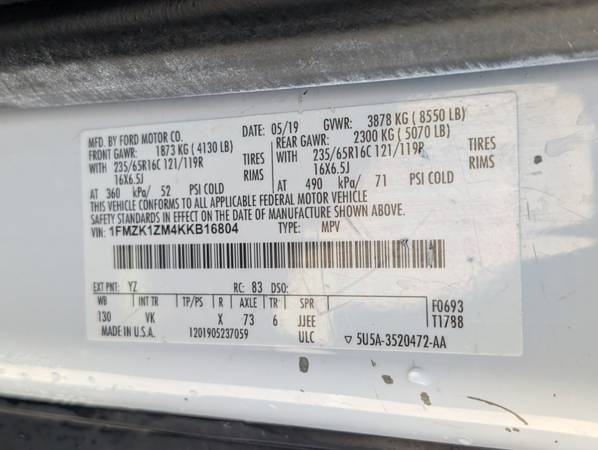 MFD. BY FORD MOTOR CO.
05/19 GVWR: 3878 KG (8550 LB)
FRONT GAWR: 1873 KG (4130 LB)
REAR GAWR: 2300 KG (5070 LB)
WITH 235/65R16C 121/119R TIRES
WITH 235/65R16C 121/119R TIRES
16X6.5J RIMS
16X6.5J RIMS
AT 360 kPa/ 52 PSI COLD
AT 490 kPa/ 71 PSI COLD
THIS VEHICLE CONFORMS TO ALL APPLICABLE FEDERAL MOTOR VEHICLE
SAFETY STANDARDS IN EFFECT ON THE DATE OF MANUFACTURE SHOWN ABOVE.
VIN: 1FMZK1ZM4KKB16804
TYPE: MPV
EXT PNT: YZ RC: 83 DSO:
WB INT TR TP/PS R AXLE TR SPR
130 VK X 73 6 JJEE
F0693
T1788
MADE IN U.S.A. 1201905237059 ULC
▽ 5U5A-3520472-AA